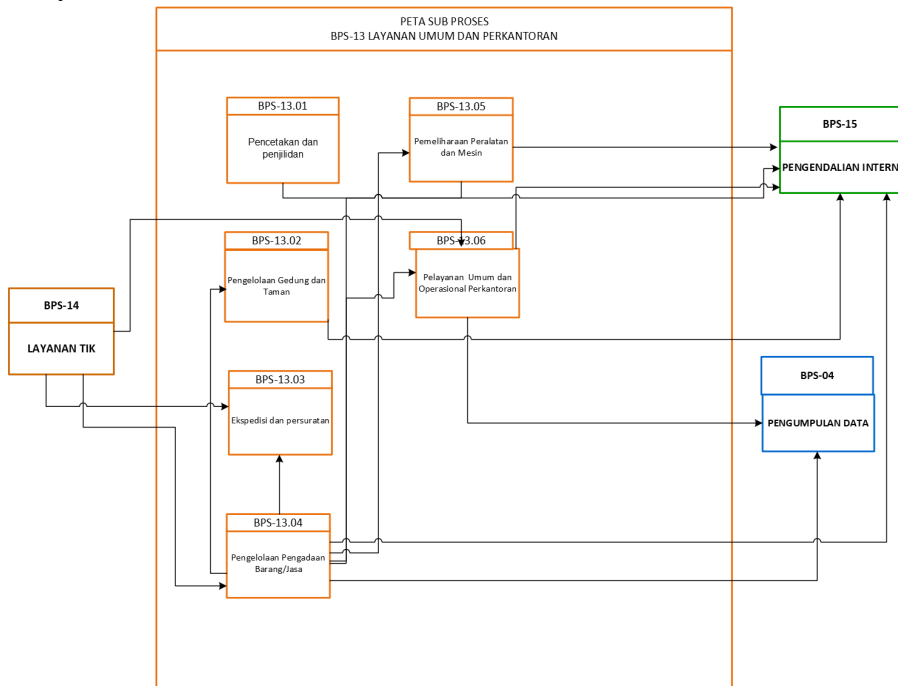 PETA SUB PROSES
BPS-13 LAYANAN UMUM DAN PERKANTORAN
BPS-13.01
Pencetakan dan
penjilidan
BPS-13.05
Pemeliharaan Peralatan
dan Mesin
BPS-15
PENGENDALIAN INTERN
BPS-13.02
Pengelolaan Gedung dan
Taman
BPS-13.06
Pelayanan Umum dan
Operasional Perkantoran
BPS-14
LAYANAN TIK
BPS-13.03
Ekspedisi dan persuratan
BPS-04
PENGUMPULAN DATA
BPS-13.04
Pengelolaan Pengadaan
Barang/Jasa